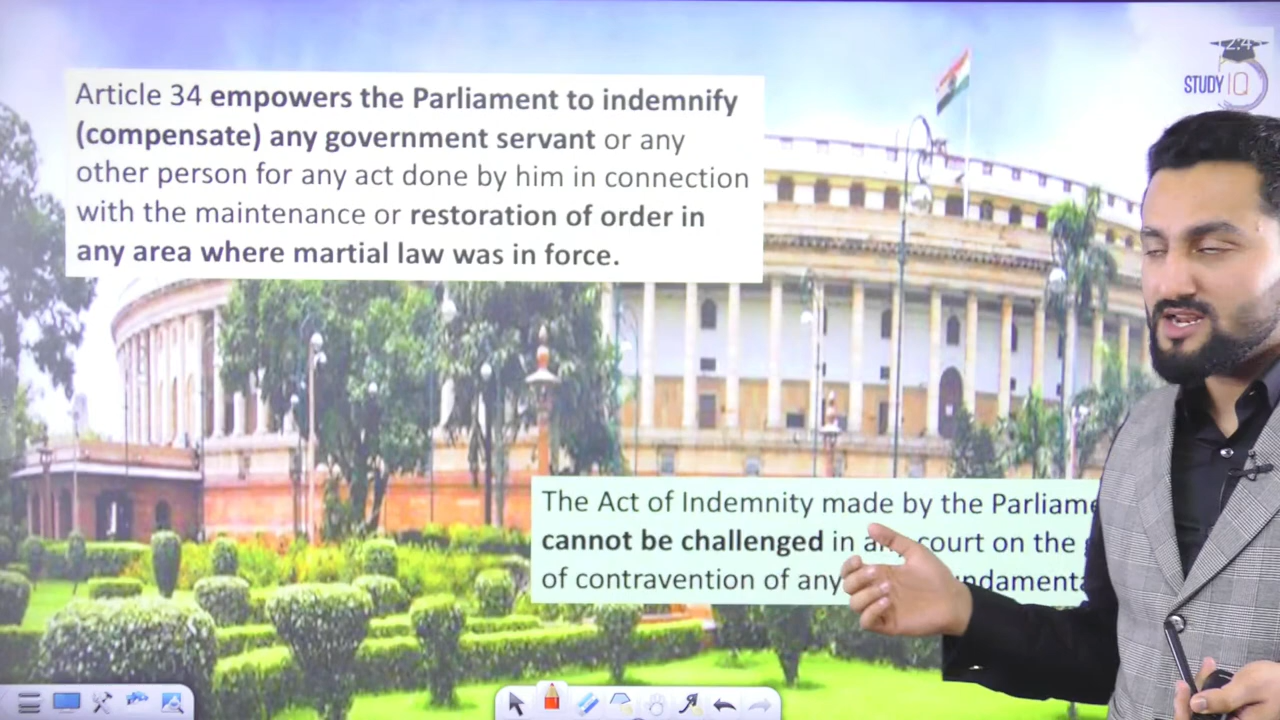 Article 34 empowers the Parliament to indemnify
(compensate) any government servant or any
other person for any act done by him in connection
with the maintenance or restoration of order in
any area where martial law was in force.
STUDY IQ
The Act of Indemnity made by the
cannot be challenged in any court on the
of contravention of any